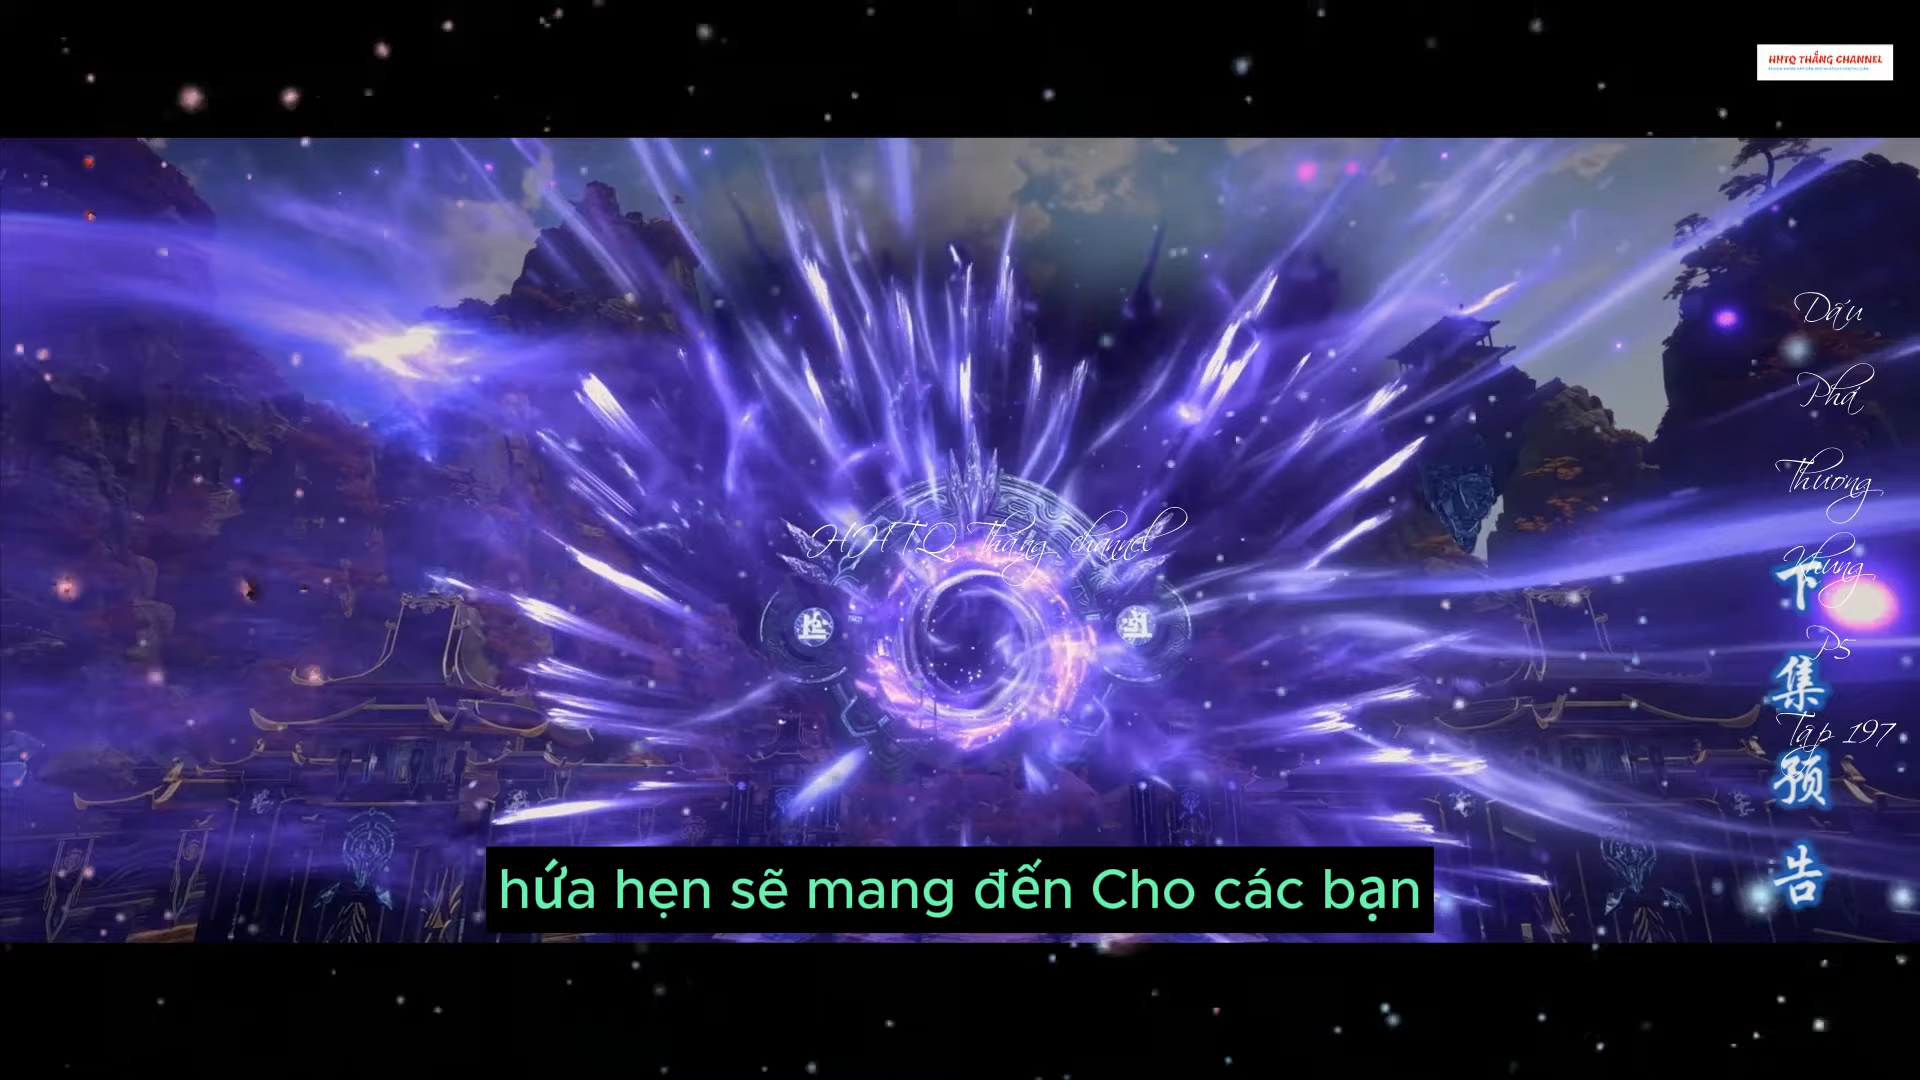 HHTQ THẮNG CHANNEL
Dấu
Phá
Thương
Khung
P5
Tập 197
HHTQ Thắng channel
下
集
预
告
hứa hẹn sẽ mang đến Cho các bạn